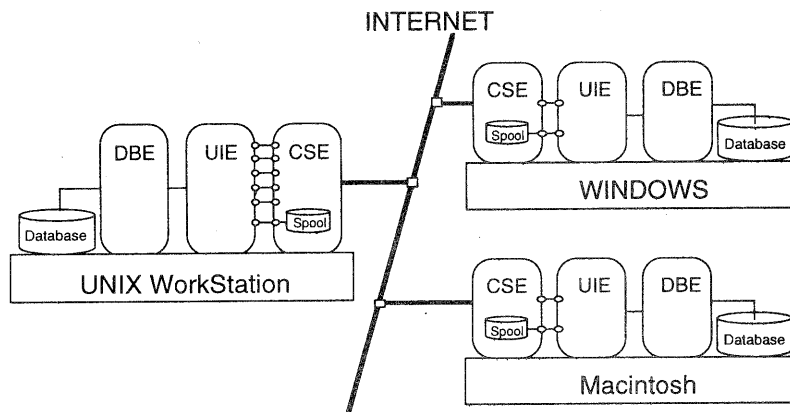 INTERNET
CSE UIE DBE
Spool
Database
WINDOWS
DBE UIE CSE
Database
Spool
UNIX WorkStation
CSE UIE DBE
Spool
Database
Macintosh